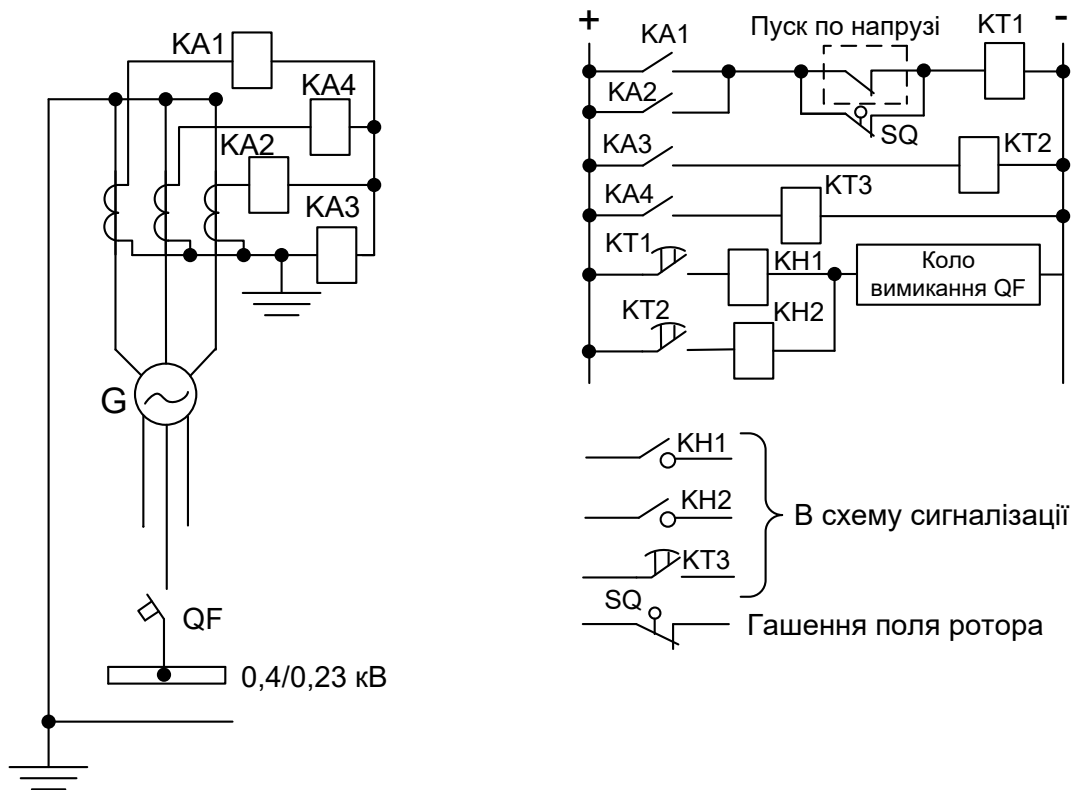 KA1
KA4
KA2
KA3
G
QF
0,4/0,23 кВ
+
-
KA1
Пуск по напрузі
KT1
KA2
SQ
KA3
KT2
KA4
KT3
KT1
KH1
Коло
вимикання QF
KT2
KH2
KH1
KH2
В схему сигналізації
KT3
SQ
Гашення поля ротора